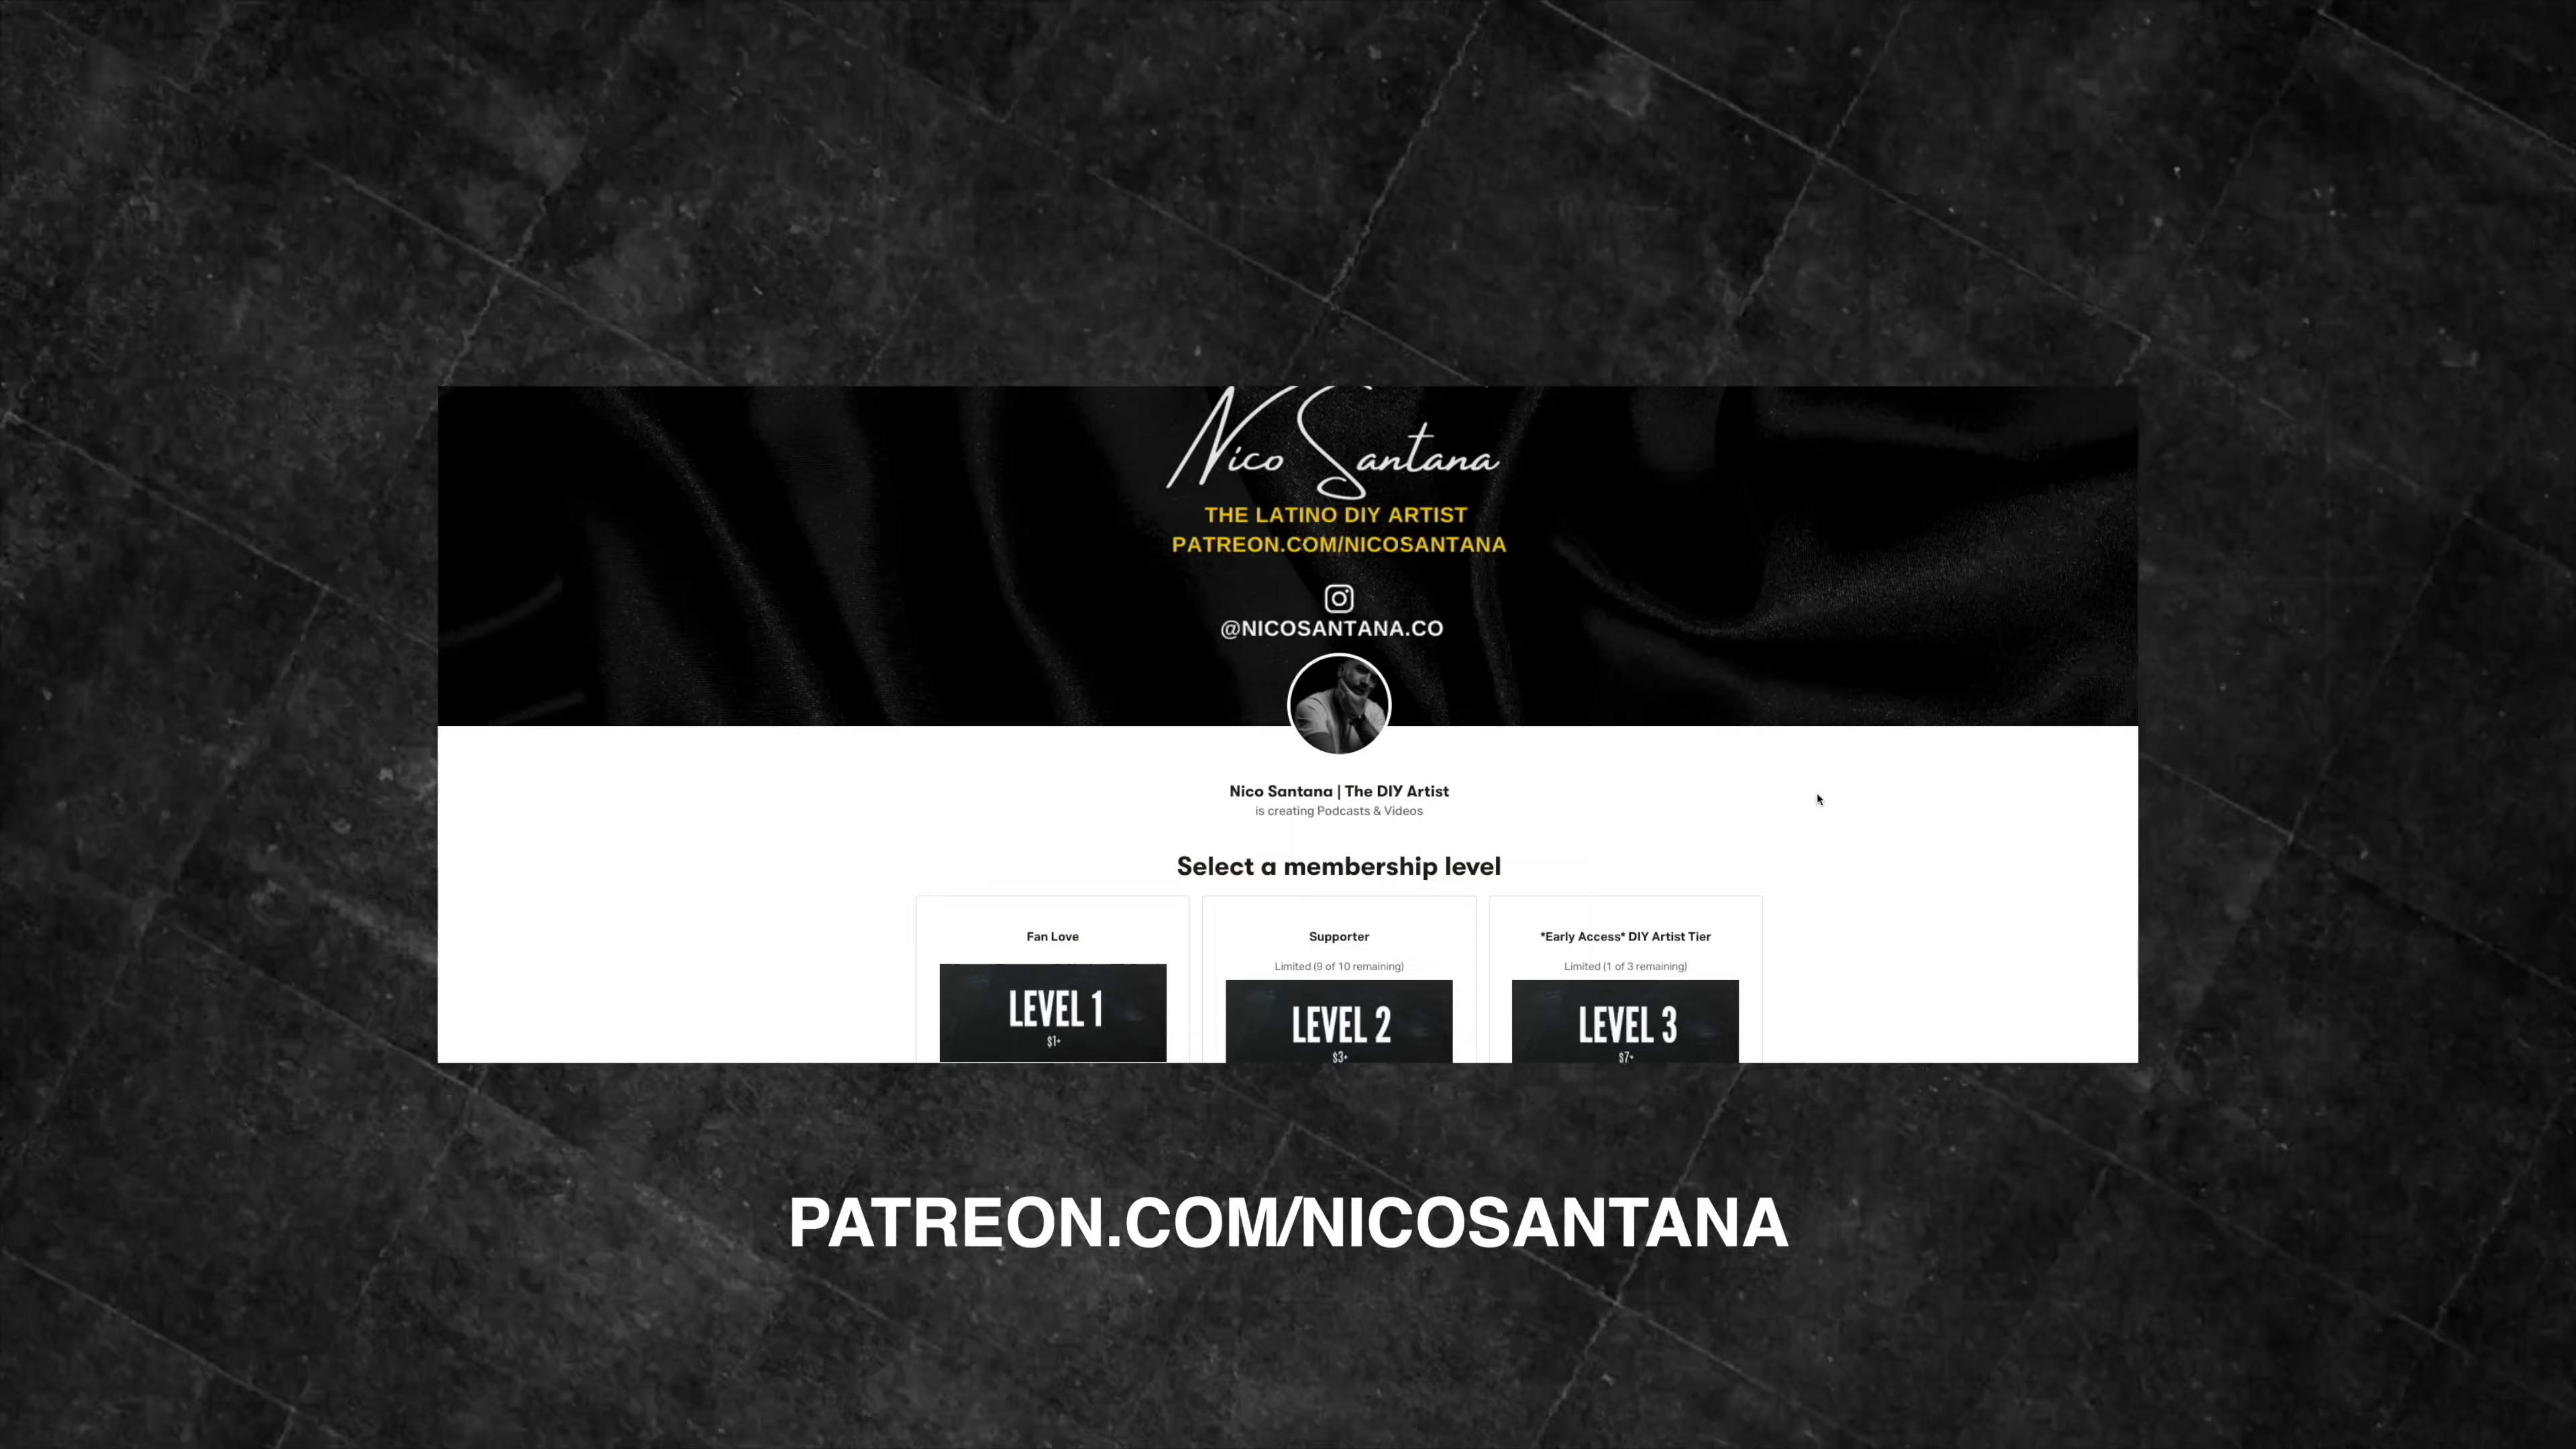 Nico Santana
THE LATINO DIY ARTIST
PATREON.COM/NICOSANTANA
@NICOSANTANA.CO
Nico Santana | The DIY Artist
is creating Podcasts & Videos
Select a membership level
Fan Love
LEVEL 1
$1+
Supporter
Limited (9 of 10 remaining)
LEVEL 2
$3+
*Early Access* DIY Artist Tier
Limited (1 of 3 remaining)
LEVEL 3
$7+
PATREON.COM/NICOSANTANA